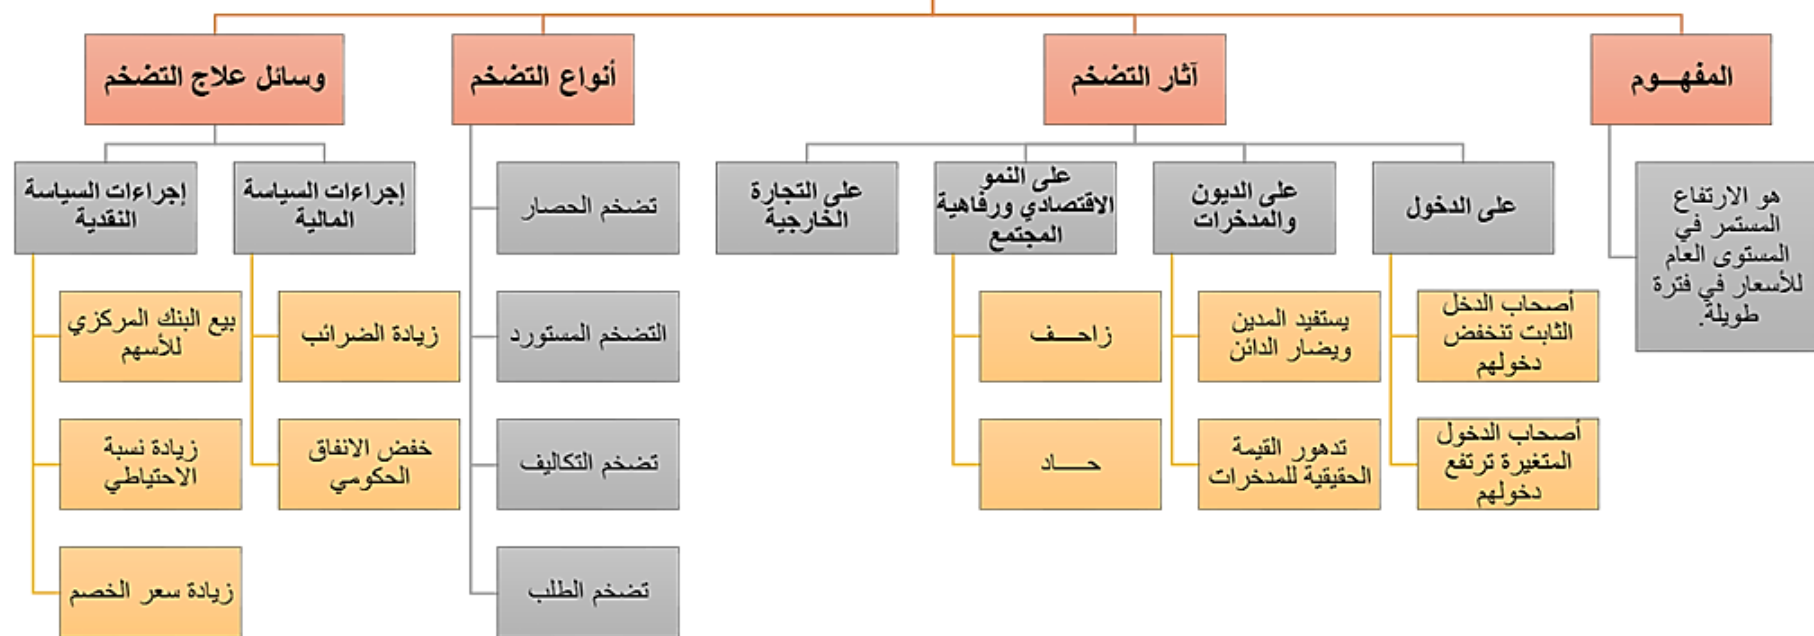 المفهـــوم
هو الارتفاع
المستمر في
المستوى العام
للأسعار في فترة
طويلة.
آثار التضخم
على الدخول
أصحاب الدخل
الثابت تنخفض
دخولهم
أصحاب الدخول
المتغيرة ترتفع
دخولهم
على الديون
والمدخرات
يستفيد المدين
ويضار الدائن
تدهور القيمة
الحقيقية للمدخرات
على النمو
الاقتصادي ورفاهية
المجتمع
زاحـــف
حـــاد
على التجارة
الخارجية
أنواع التضخم
تضخم الحصار
التضخم المستورد
تضخم التكاليف
تضخم الطلب
وسائل علاج التضخم
إجراءات السياسة
المالية
زيادة الضرائب
خفض الانفاق
الحكومي
إجراءات السياسة
النقدية
بيع البنك المركزي
للأسهم
زيادة نسبة
الاحتياطي
زيادة سعر الخصم